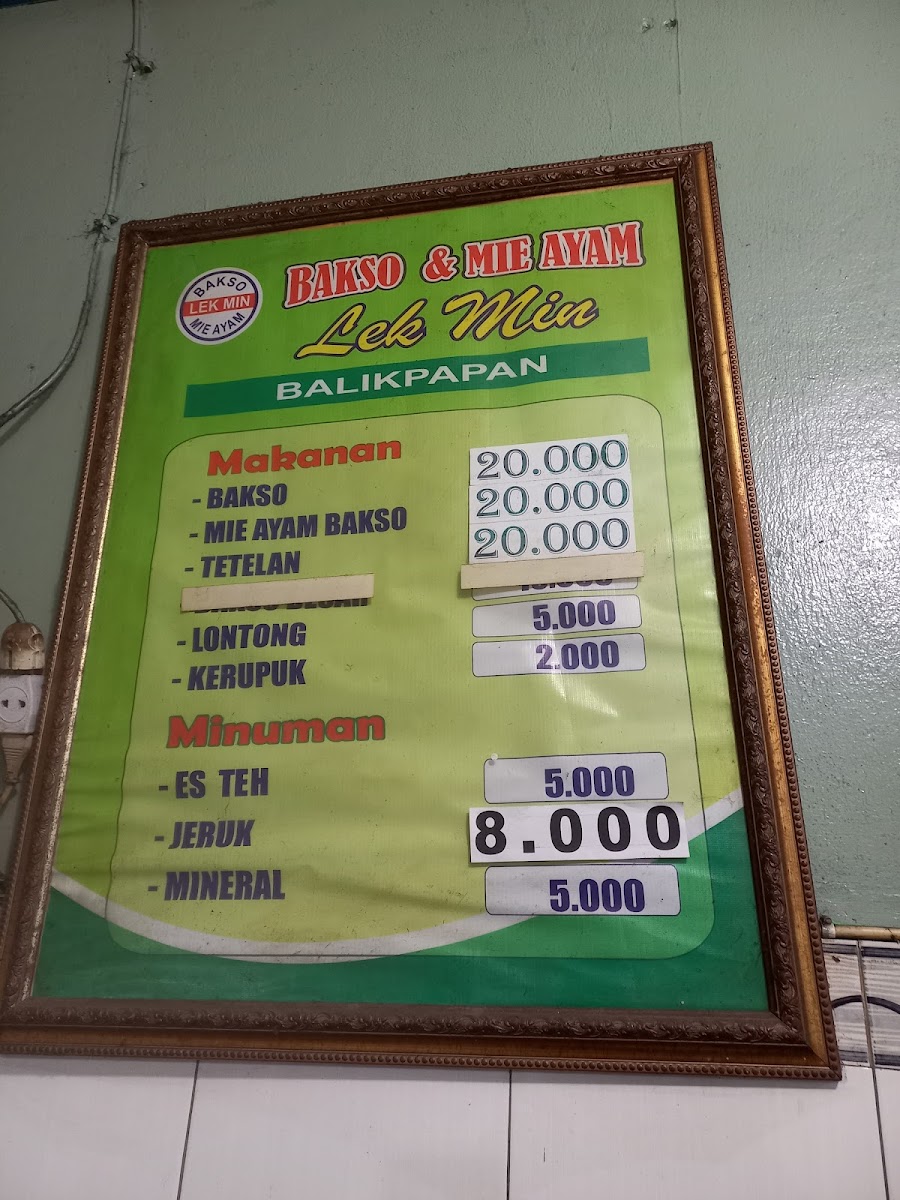 BAKSO
LEK MIN
MIE AYAM
BAKSO & MIE AYAM
Lek Min
BALIKPAPAN
Makanan
- BAKSO 20.000
- MIE AYAM BAKSO 20.000
- TETELAN 20.000
- LONTONG 5.000
- KERUPUK 2.000
Minuman
- ES TEH 5.000
- JERUK 8.000
- MINERAL 5.000